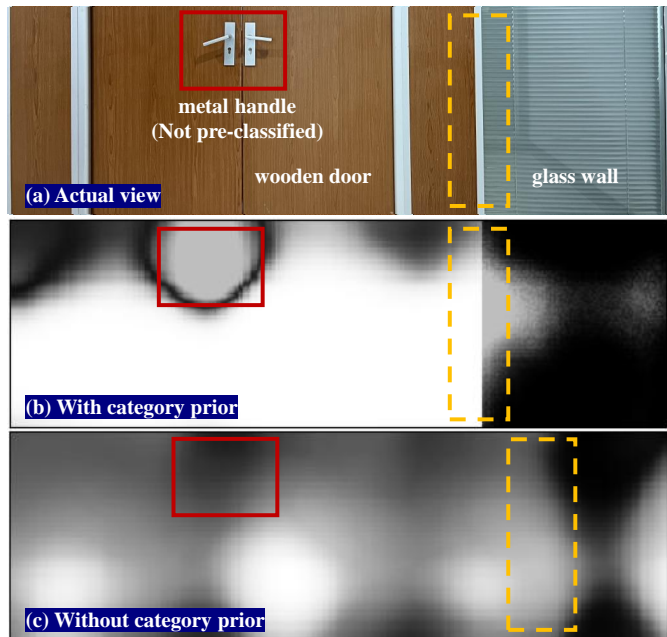 metal handle
(Not pre-classified)
wooden door
glass wall
(a) Actual view
(b) With category prior
(c) Without category prior